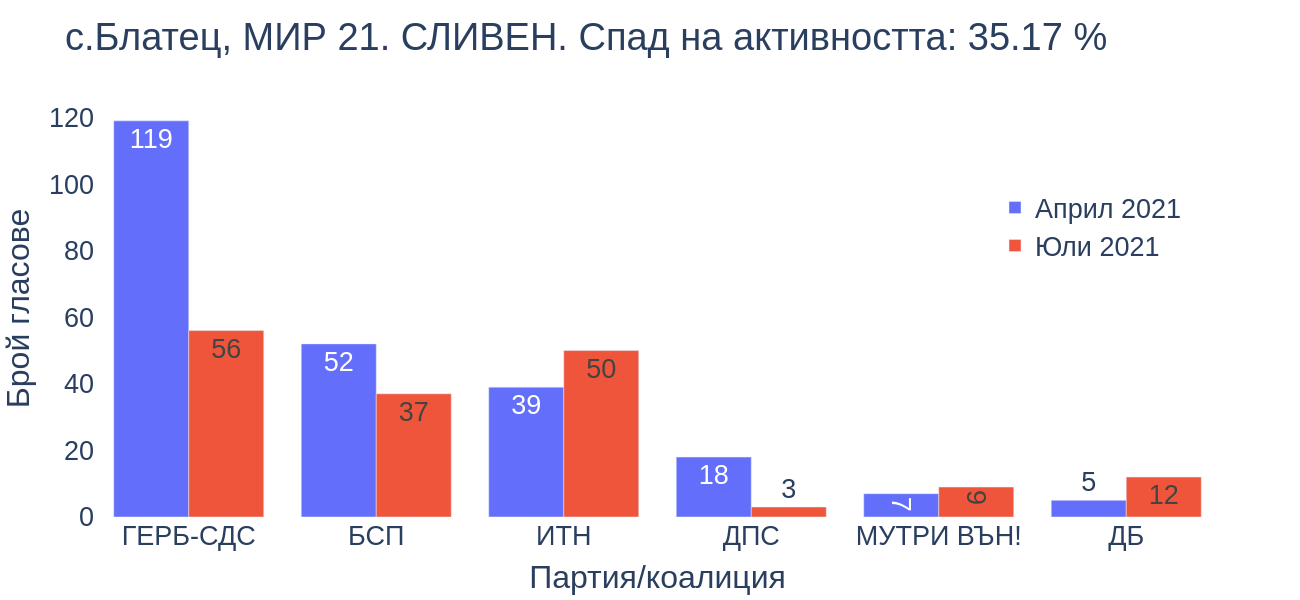 с.Блатец, МИР 21. СЛИВЕН. Спад на активността: 35.17 %
Брой гласове
120
100
80
60
40
20
0
119
56
52
37
39
50
18
3
7
9
5
12
Април 2021
Юли 2021
ГЕРБ-СДС
БСП
ИТН
ДПС
МУТРИ ВЪН!
ДБ
Партия/коалиция